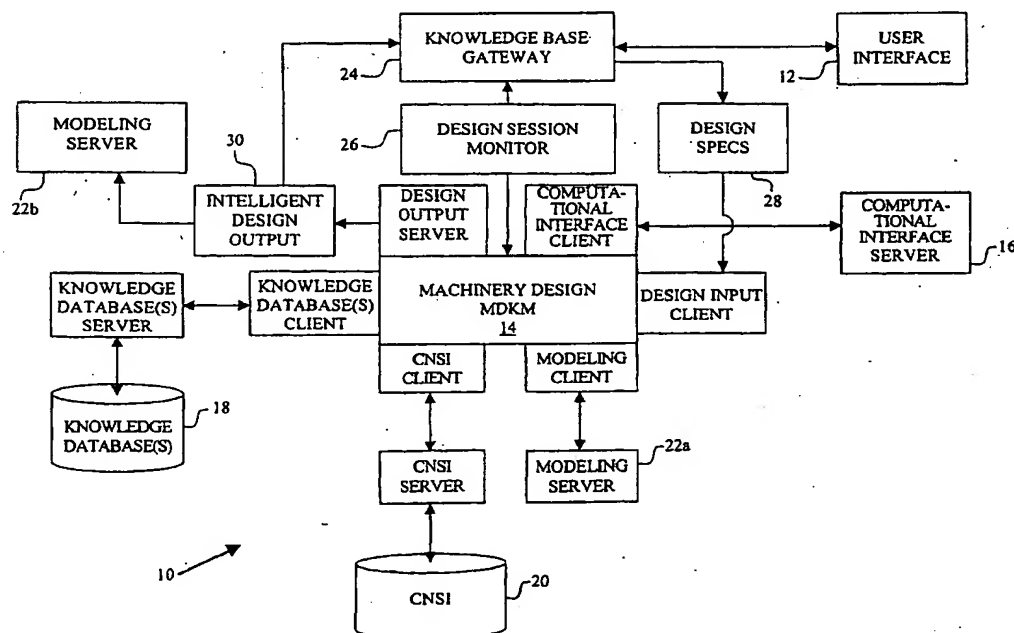 KNOWLEDGE BASE
GATEWAY
24
USER
INTERFACE
12
MODELING
SERVER
22b
30
26
DESIGN SESSION
MONITOR
DESIGN
SPECS
28
INTELLIGENT
DESIGN
OUTPUT
DESIGN
OUTPUT
SERVER
COMPUTA-
TIONAL
INTERFACE
CLIENT
COMPUTA-
TIONAL
INTERFACE
SERVER
16
KNOWLEDGE
DATABASE(S)
SERVER
KNOWLEDGE
DATABASE(S)
CLIENT
MACHINERY DESIGN
MDKM
14
DESIGN INPUT
CLIENT
CNSI
CLIENT
MODELING
CLIENT
KNOWLEDGE
DATABASE(S)
18
CNSI
SERVER
MODELING
SERVER
22a
10
CNSI
20